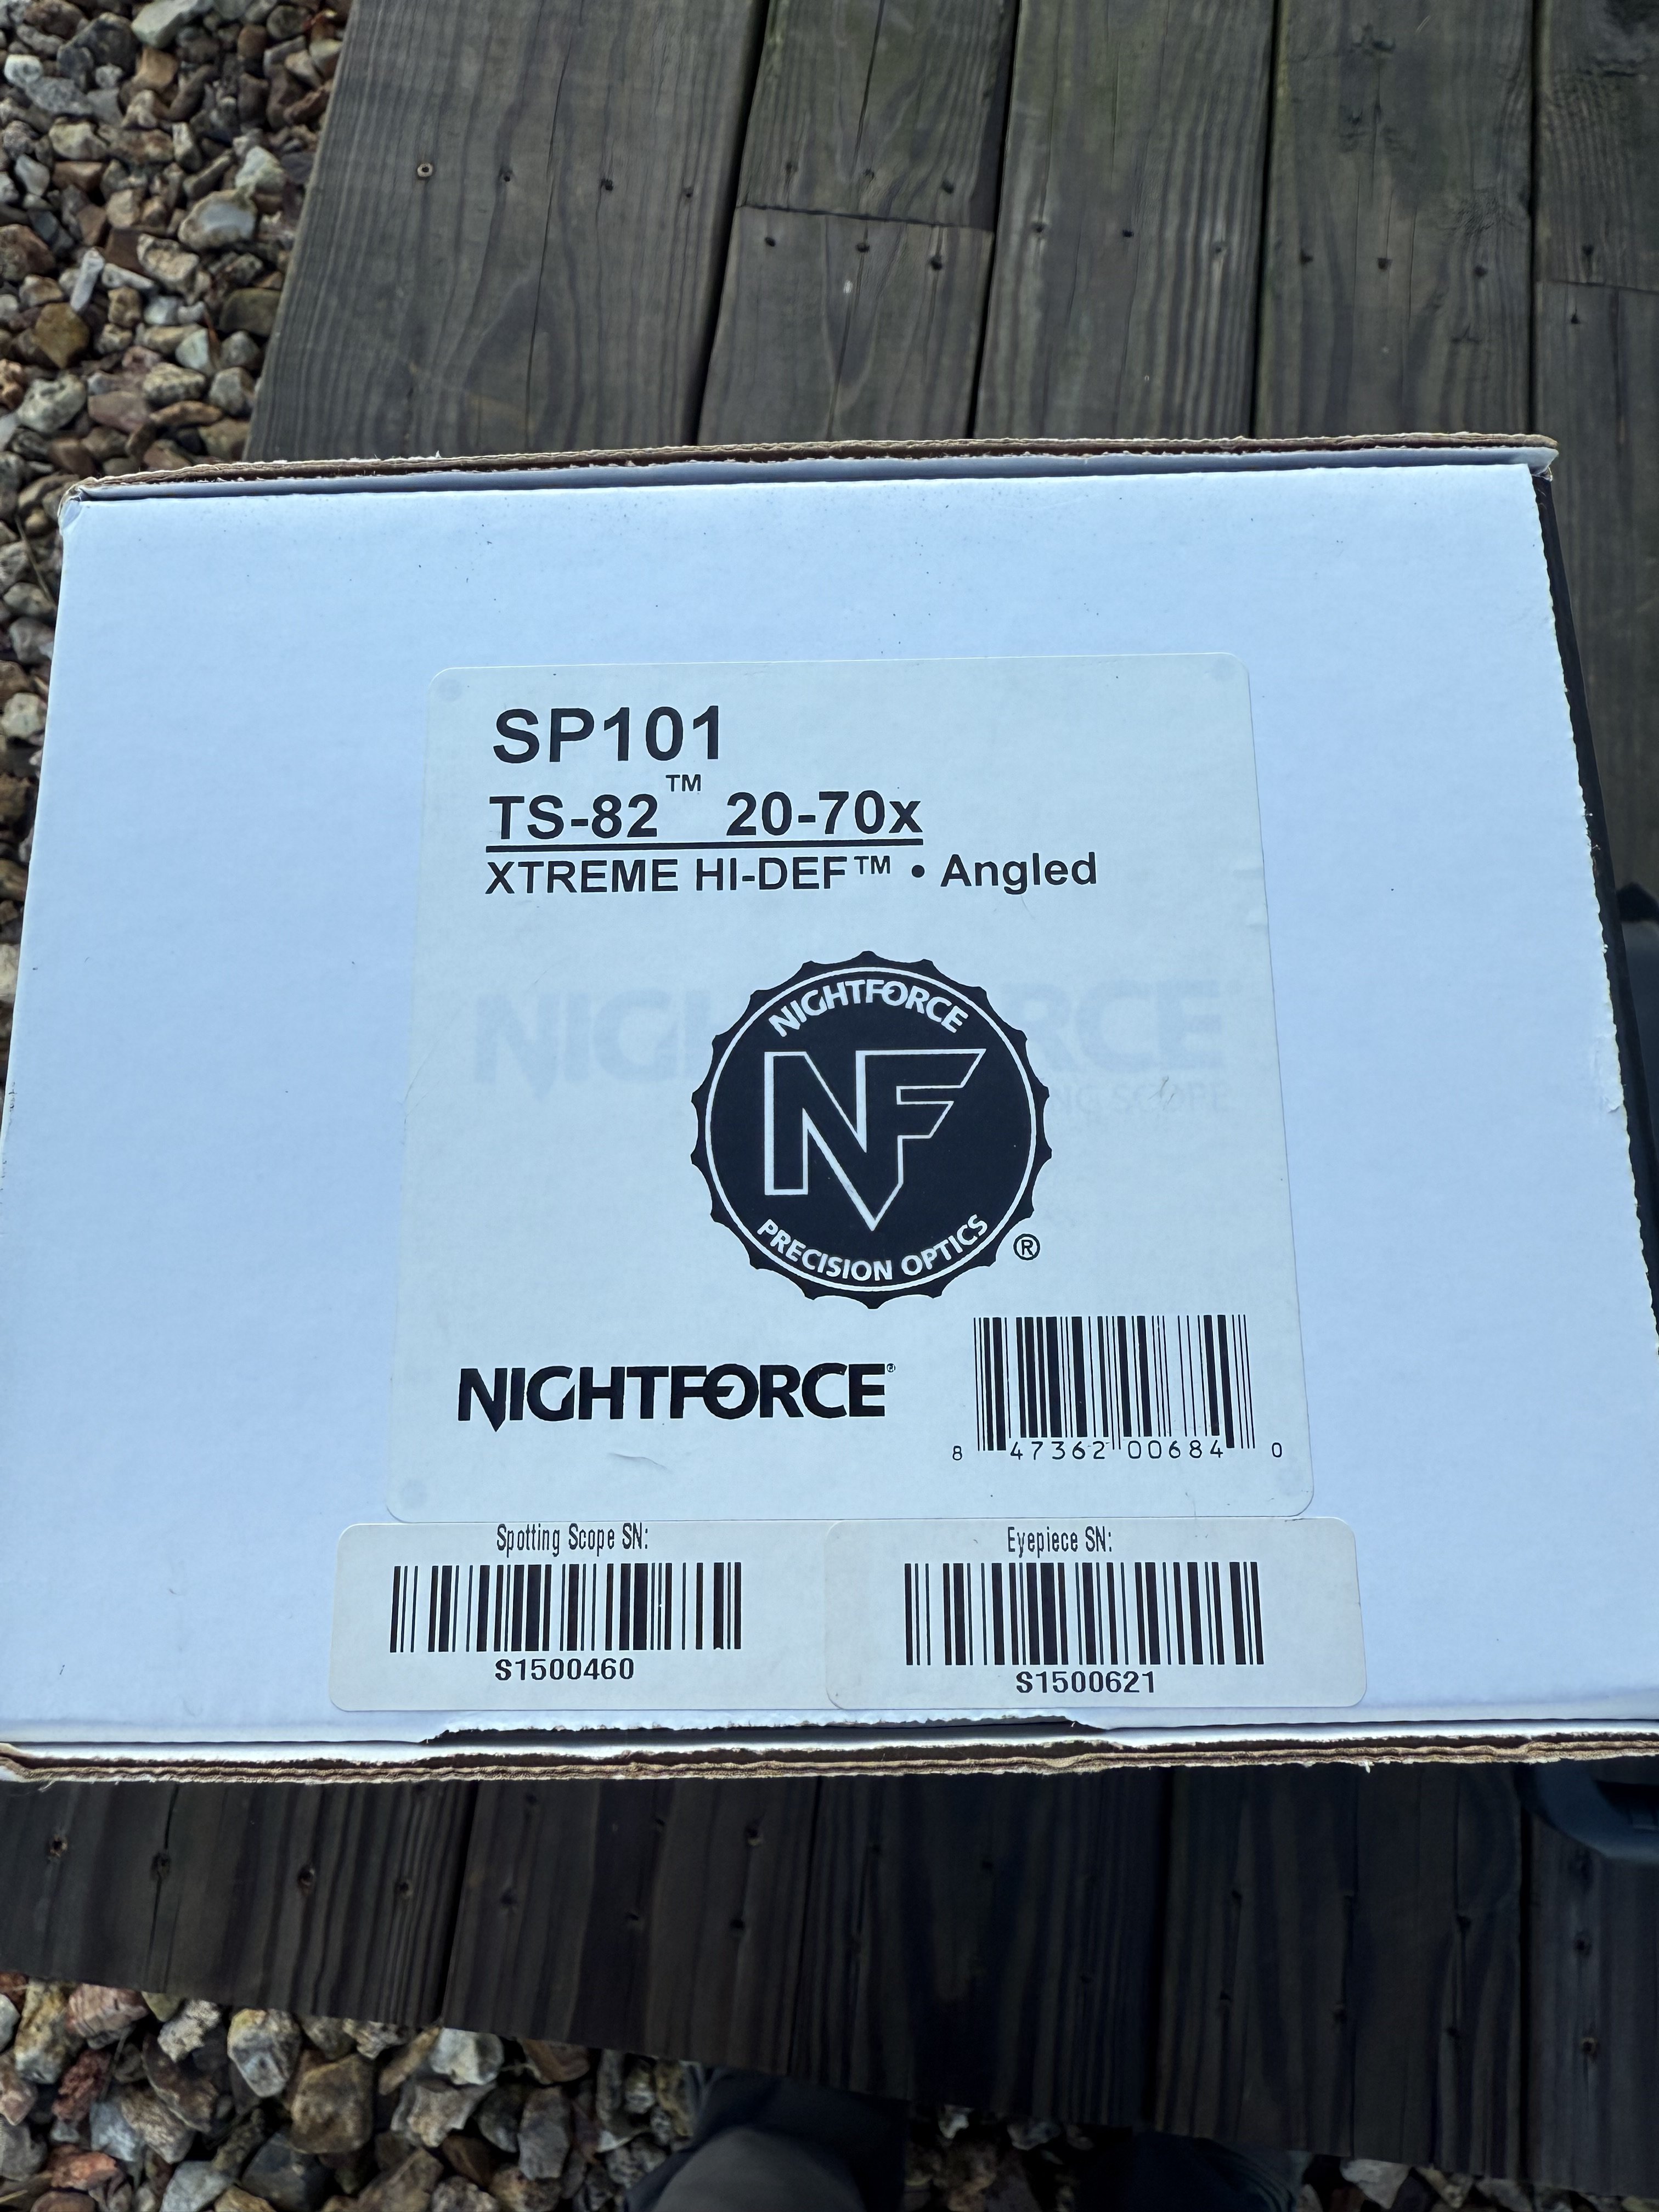 SP101
TS-82™ 20-70x
XTREME HI-DEF™ • Angled
NIGHTFORCE
NF
PRECISION OPTICS
®
NIGHTFORCE®
8 47362 00684 0
Spotting Scope SN:
S1500460
Eyepiece SN:
S1500621